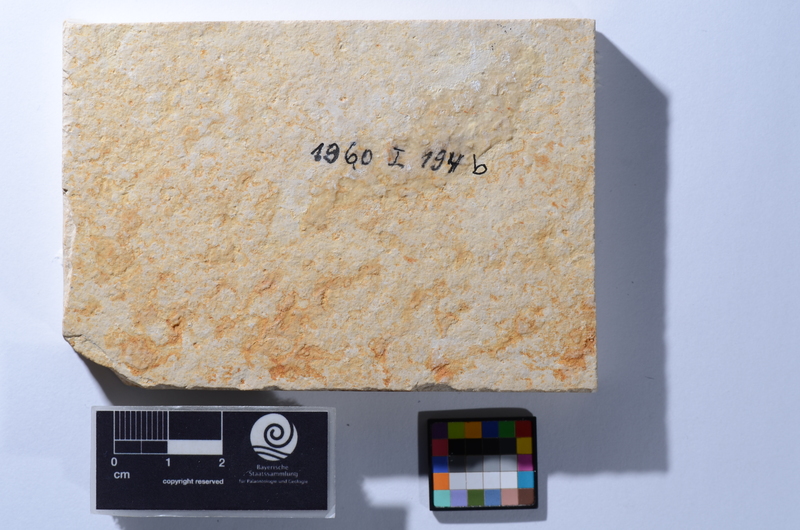 1960 I 194 b
0 1 2
cm
copyright reserved
Bayerische
Staatssammlung
für Paläontologie und Geologie